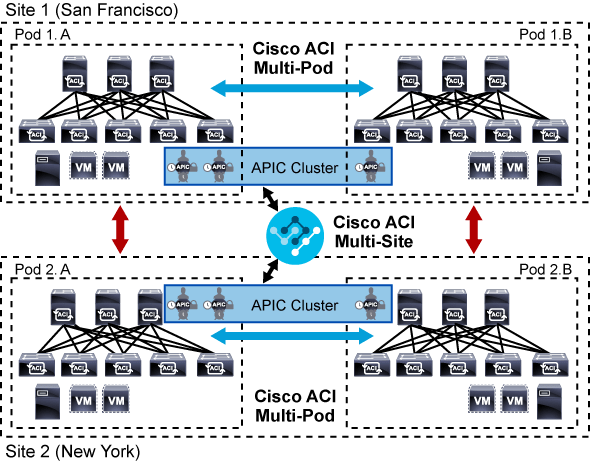 Site 1 (San Francisco)
Pod 1. A
Pod 1.B
Cisco ACI
Multi-Pod
ACI ACI ACI
ACI ACI ACI
ACI ACI ACI ACI ACI
ACI ACI ACI ACI ACI
VM VM
APIC APIC
APIC Cluster
APIC
VM VM
Cisco ACI
Multi-Site
Pod 2. A
Pod 2.B
APIC APIC
APIC Cluster
APIC
ACI ACI ACI
ACI ACI ACI
ACI ACI ACI ACI ACI
ACI ACI ACI ACI ACI
VM VM
Cisco ACI
Multi-Pod
VM VM
Site 2 (New York)